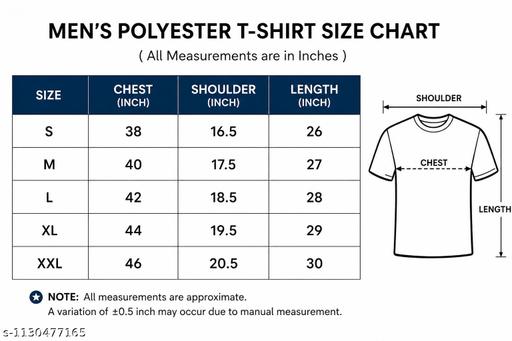 MEN'S POLYESTER T-SHIRT SIZE CHART
( All Measurements are in Inches )
SIZE CHEST (INCH) SHOULDER (INCH) LENGTH (INCH)
S 38 16.5 26
M 40 17.5 27
L 42 18.5 28
XL 44 19.5 29
XXL 46 20.5 30
SHOULDER
CHEST
LENGTH
NOTE: All measurements are approximate.
A variation of ±0.5 inch may occur due to manual measurement.
s-1130477165